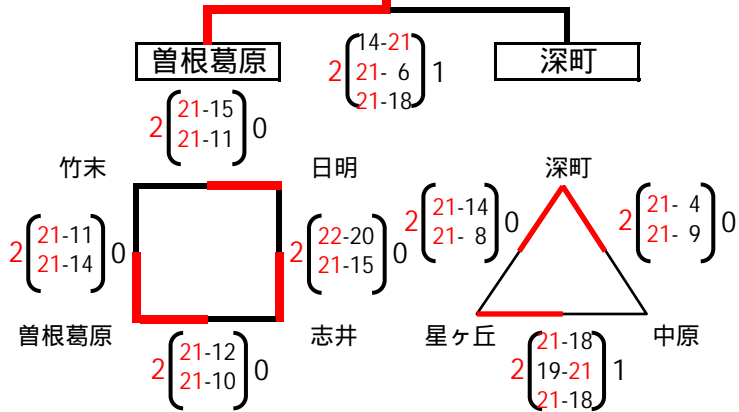 曽根葛原
2 14-21 1
21- 6
21-18
深町
2 21-15 0
21-11
竹末
日明
深町
2 21-11 0
21-14
2 22-20 0
21-15
2 21-14 0
21- 8
2 21- 4 0
21- 9
曽根葛原
志井
星ヶ丘
中原
2 21-12 0
21-10
2 21-18 1
19-21
21-18